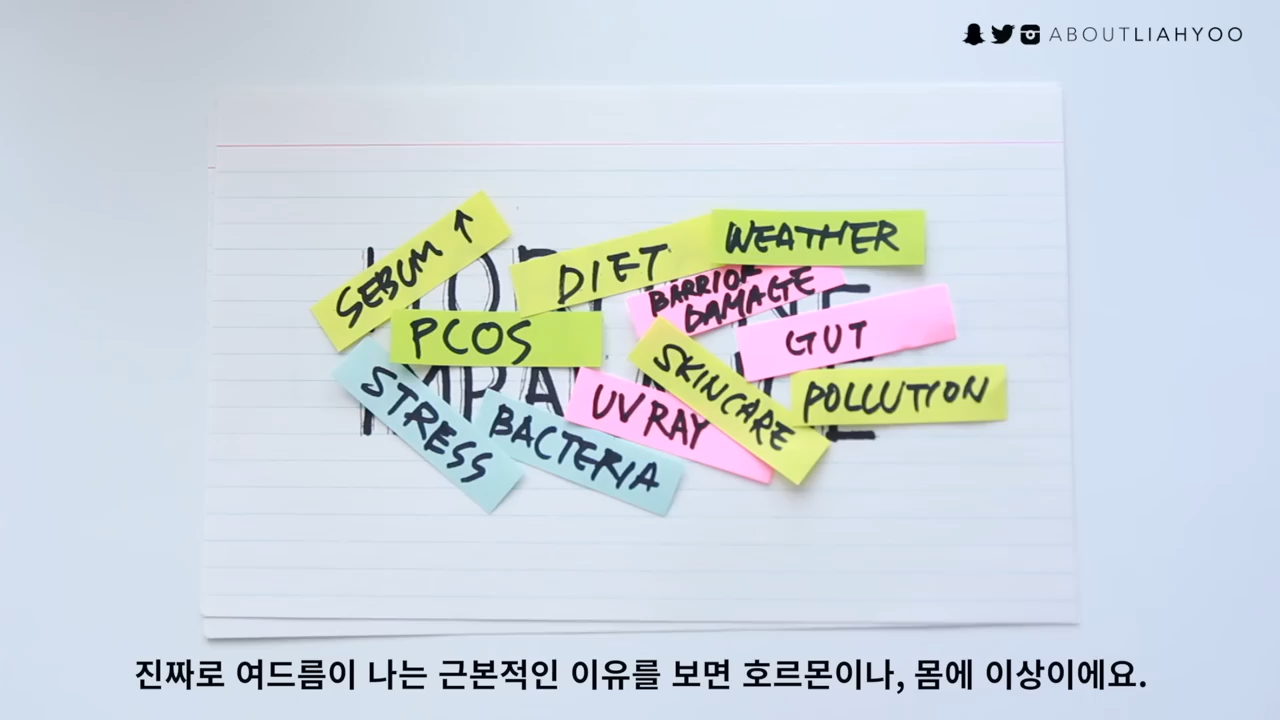 ABOUTLIAHYOO
SEBUM ↑
DIET
WEATHER
BARRIOR
DAMAGE
PCOS
GUT
SKINCARE
STRESS
UV RAY
POLLUTION
BACTERIA
진짜로 여드름이 나는 근본적인 이유를 보면 호르몬이나, 몸에 이상이에요.